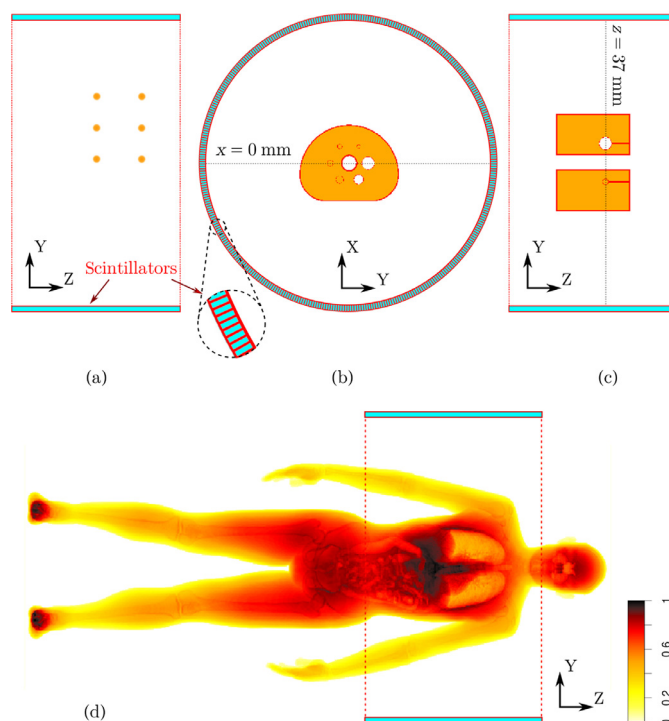 x = 0 mm
z = 37 mm
Y
Z
X
Y
Y
Z
Scintillators
(a)
(b)
(c)
1
0.6
0.2
Y
Z
(d)